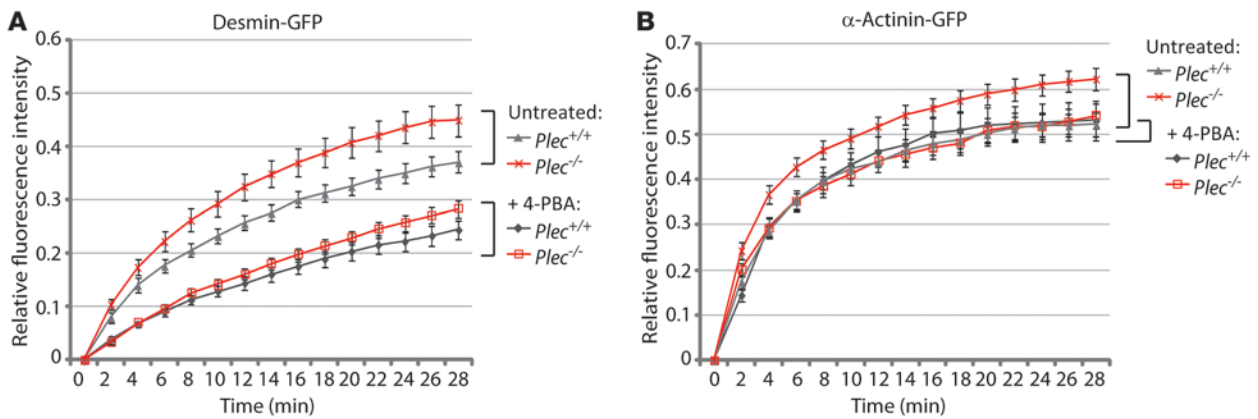 A
Desmin-GFP
Relative fluorescence intensity
0.6
0.5
0.4
0.3
0.2
0.1
0
0 2 4 6 8 10 12 14 16 18 20 22 24 26 28
Time (min)
Untreated:
Plec+/+
Plec-/-
+ 4-PBA:
Plec+/+
Plec-/-
B
α-Actinin-GFP
Relative fluorescence intensity
0.7
0.6
0.5
0.4
0.3
0.2
0.1
0
0 2 4 6 8 10 12 14 16 18 20 22 24 26 28
Time (min)
Untreated:
Plec+/+
Plec-/-
+ 4-PBA:
Plec+/+
Plec-/-